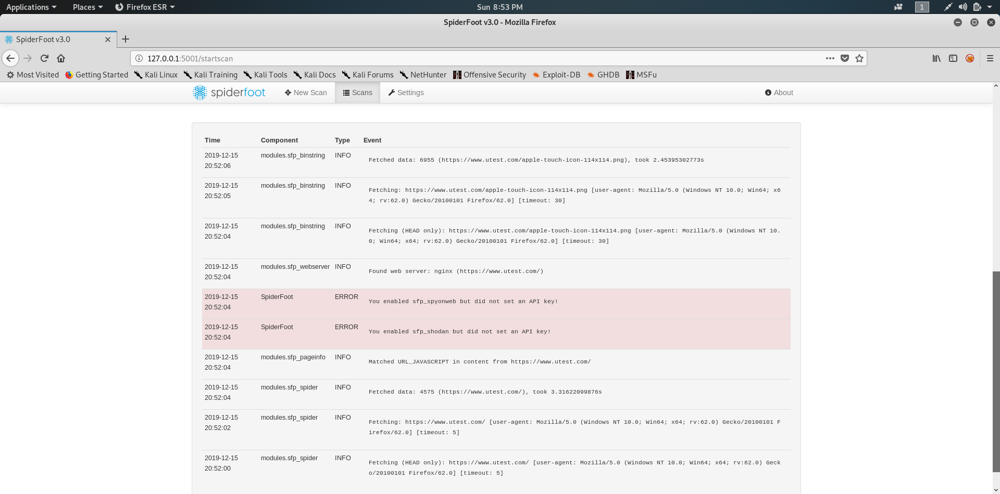 Applications Places Firefox ESR Sun 8:53 PM 1
SpiderFoot v3.0 - Mozilla Firefox
SpiderFoot v3.0
127.0.0.1:5001/startscan
Most Visited Getting Started Kali Linux Kali Training Kali Tools Kali Docs Kali Forums NetHunter Offensive Security Exploit-DB GHDB MSFu
spiderfoot New Scan Scans Settings About
Time Component Type Event
2019-12-15 modules.sfp_binstring INFO
20:52:06
Fetched data: 6955 (https://www.utest.com/apple-touch-icon-114x114.png), took 2.45395302773s
2019-12-15 modules.sfp_binstring INFO
20:52:05
Fetching: https://www.utest.com/apple-touch-icon-114x114.png [user-agent: Mozilla/5.0 (Windows NT 10.0; Win64; x6
4; rv:62.0) Gecko/20100101 Firefox/62.0] [timeout: 30]
2019-12-15 modules.sfp_binstring INFO
20:52:04
Fetching (HEAD only): https://www.utest.com/apple-touch-icon-114x114.png [user-agent: Mozilla/5.0 (Windows NT 10.
0; Win64; x64; rv:62.0) Gecko/20100101 Firefox/62.0] [timeout: 30]
2019-12-15 modules.sfp_webserver INFO
20:52:04
Found web server: nginx (https://www.utest.com/)
2019-12-15 SpiderFoot ERROR
20:52:04
You enabled sfp_spyonweb but did not set an API key!
2019-12-15 SpiderFoot ERROR
20:52:04
You enabled sfp_shodan but did not set an API key!
2019-12-15 modules.sfp_pageinfo INFO
20:52:04
Matched URL_JAVASCRIPT in content from https://www.utest.com/
2019-12-15 modules.sfp_spider INFO
20:52:04
Fetched data: 4575 (https://www.utest.com/), took 3.31622099876s
2019-12-15 modules.sfp_spider INFO
20:52:02
Fetching: https://www.utest.com/ [user-agent: Mozilla/5.0 (Windows NT 10.0; Win64; x64; rv:62.0) Gecko/20100101 F
irefox/62.0] [timeout: 5]
2019-12-15 modules.sfp_spider INFO
20:52:00
Fetching (HEAD only): https://www.utest.com/ [user-agent: Mozilla/5.0 (Windows NT 10.0; Win64; x64; rv:62.0) Geck
o/20100101 Firefox/62.0] [timeout: 5]